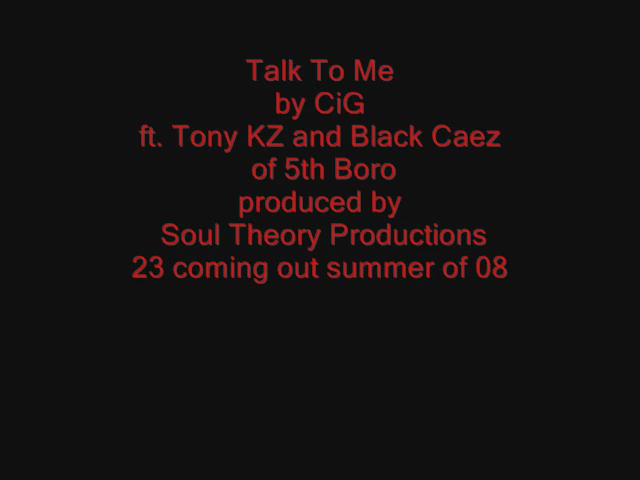 Talk To Me
by CiG
ft. Tony KZ and Black Caez
of 5th Boro
produced by
Soul Theory Productions
23 coming out summer of 08